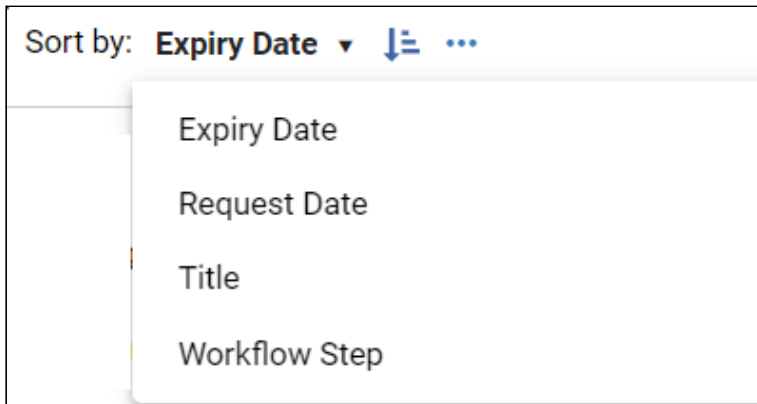 Sort by: Expiry Date
Expiry Date
Request Date
Title
Workflow Step